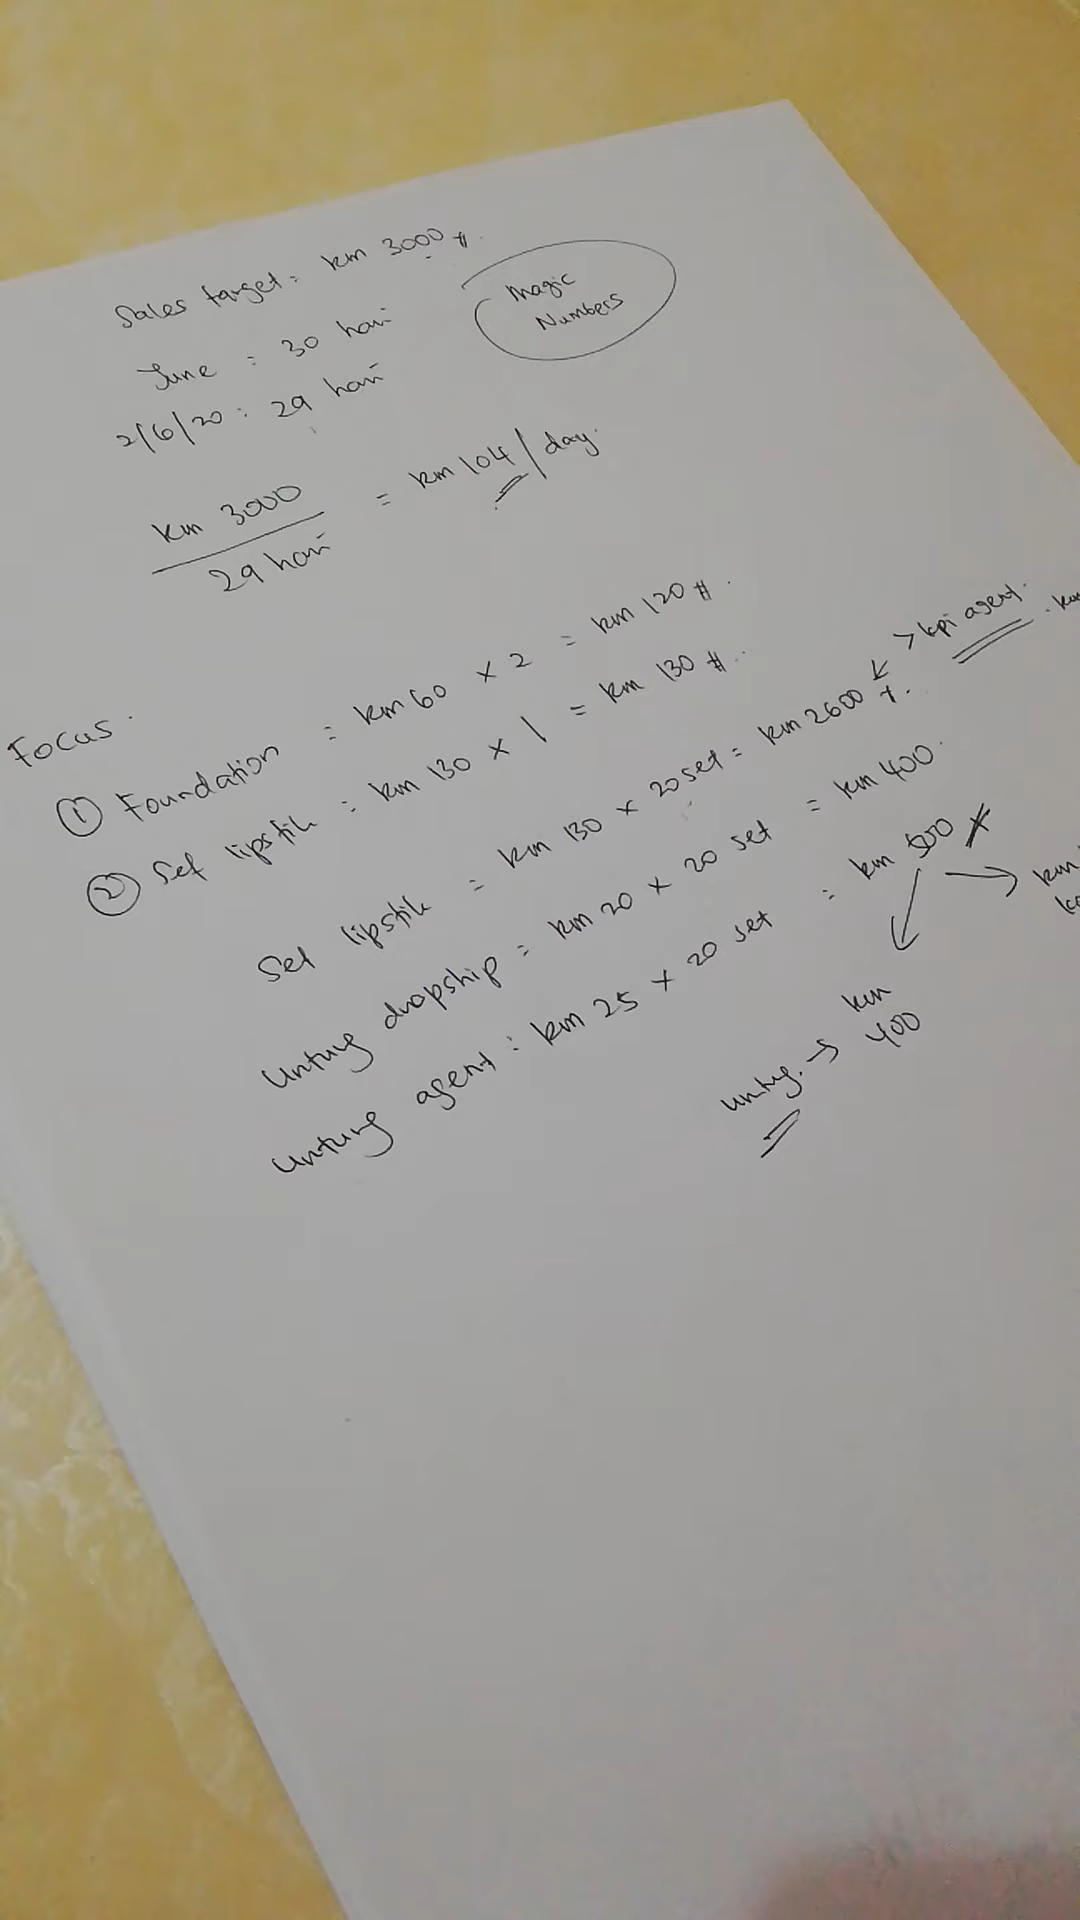 Sales target = RM 3000 #.
Magic
Numbers
June : 30 hari
2/6/20 : 29 hari
RM 3000 = RM 104/day.
29 hari
Focus.
① Foundation = RM 60 x 2 = RM 120 #.
② Set lipstik = RM 130 x 1 = RM 130 #.
Set lipstik = RM 130 x 20 set = RM 2600 > kpi agent.
Untung dropship = RM 20 x 20 set = RM 400.
Untung agent : RM 25 x 20 set = RM 500
untung. → RM
400